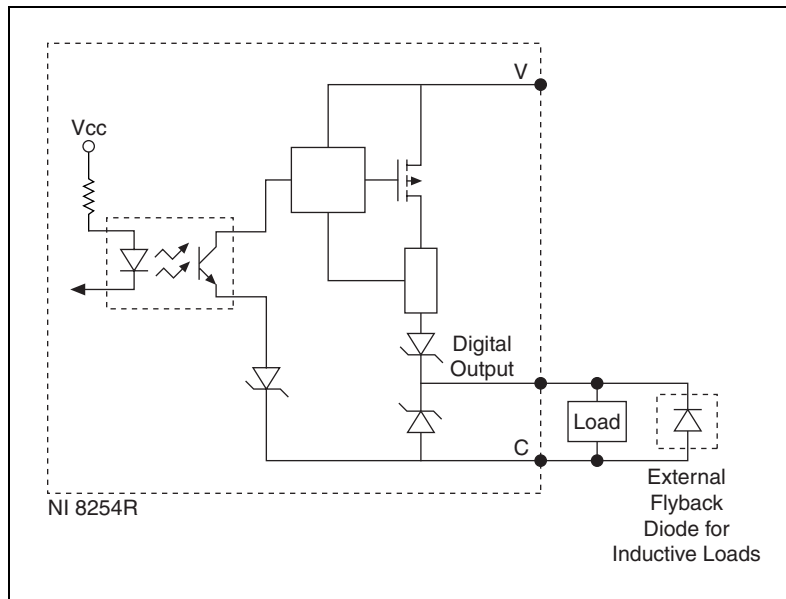 V
Vcc
Digital
Output
Load
C
NI 8254R
External
Flyback
Diode for
Inductive Loads